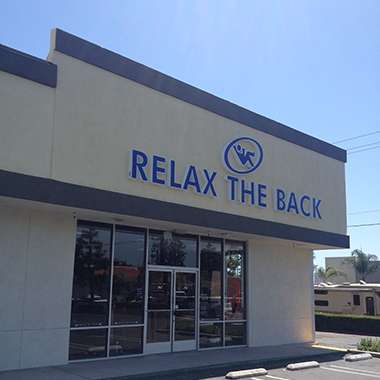 RELAX THE BACK